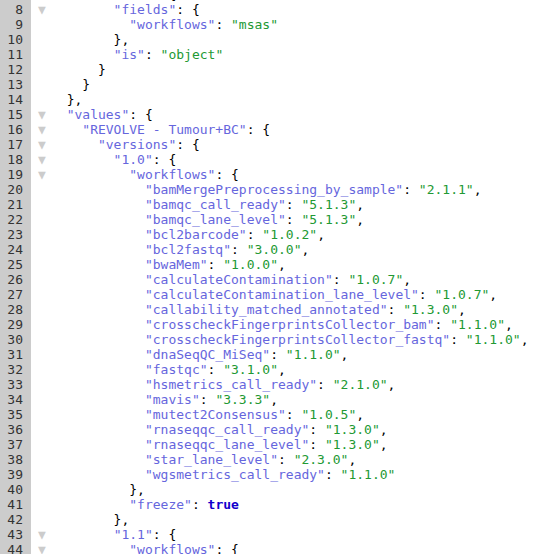 8 ▼ "fields": {
9 "workflows": "msas"
10 },
11 "is": "object"
12 }
13 }
14 },
15 ▼ "values": {
16 ▼ "REVOLVE - Tumour+BC": {
17 ▼ "versions": {
18 ▼ "1.0": {
19 ▼ "workflows": {
20 "bamMergePreprocessing_by_sample": "2.1.1",
21 "bamqc_call_ready": "5.1.3",
22 "bamqc_lane_level": "5.1.3",
23 "bcl2barcode": "1.0.2",
24 "bcl2fastq": "3.0.0",
25 "bwaMem": "1.0.0",
26 "calculateContamination": "1.0.7",
27 "calculateContamination_lane_level": "1.0.7",
28 "callability_matched_annotated": "1.3.0",
29 "crosscheckFingerprintsCollector_bam": "1.1.0",
30 "crosscheckFingerprintsCollector_fastq": "1.1.0",
31 "dnaSeqQC_MiSeq": "1.1.0",
32 "fastqc": "3.1.0",
33 "hsmetrics_call_ready": "2.1.0",
34 "mavis": "3.3.3",
35 "mutect2Consensus": "1.0.5",
36 "rnaseqqc_call_ready": "1.3.0",
37 "rnaseqqc_lane_level": "1.3.0",
38 "star_lane_level": "2.3.0",
39 "wgsmetrics_call_ready": "1.1.0"
40 },
41 "freeze": true
42 },
43 ▼ "1.1": {
44 ▼ "workflows": {